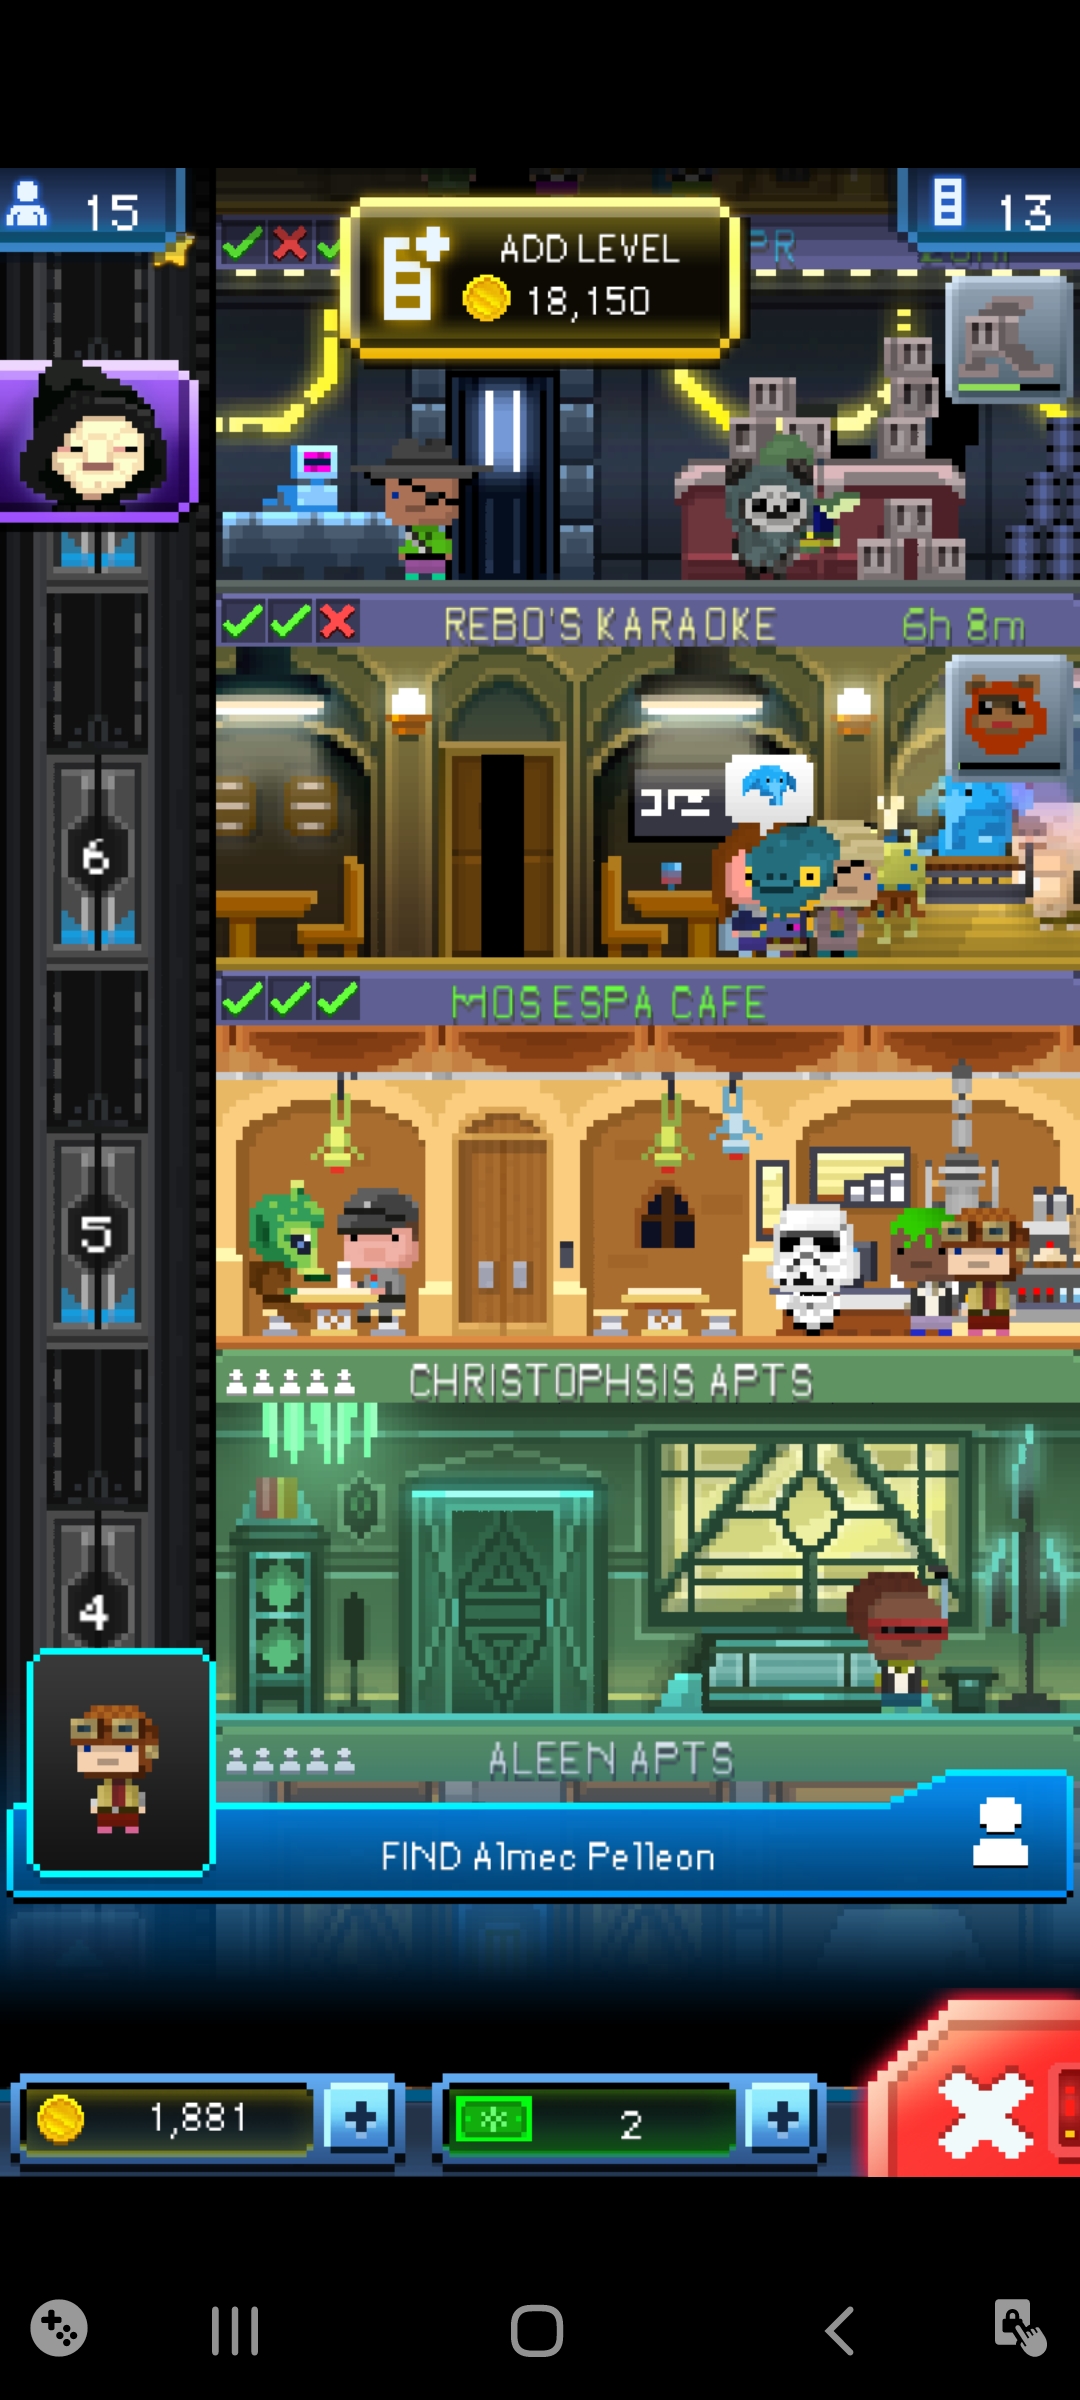 15
13
ADD LEVEL
18,150
REBO'S KARAOKE
6h 8m
MOS ESPA CAFE
6
5
CHRISTOPHSIS APTS
4
ALEEN APTS
FIND Almec Pelleon
1,881
2